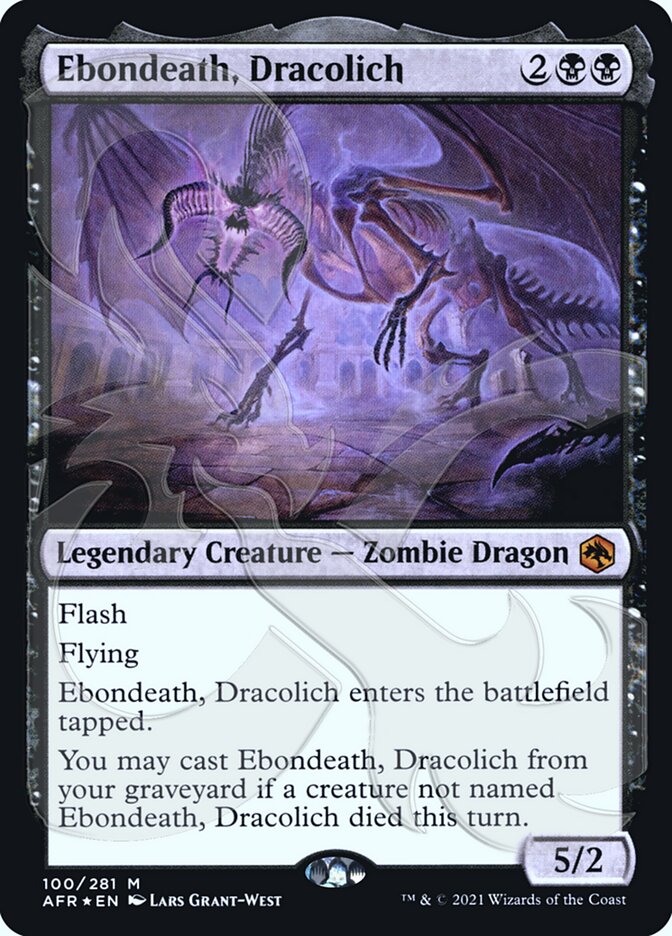 Ebondeath, Dracolich 2
Legendary Creature — Zombie Dragon
Flash
Flying
Ebondeath, Dracolich enters the battlefield
tapped.
You may cast Ebondeath, Dracolich from
your graveyard if a creature not named
Ebondeath, Dracolich died this turn.
5/2
100/281 M
AFR★EN Lars Grant-West ™ & © 2021 Wizards of the Coast